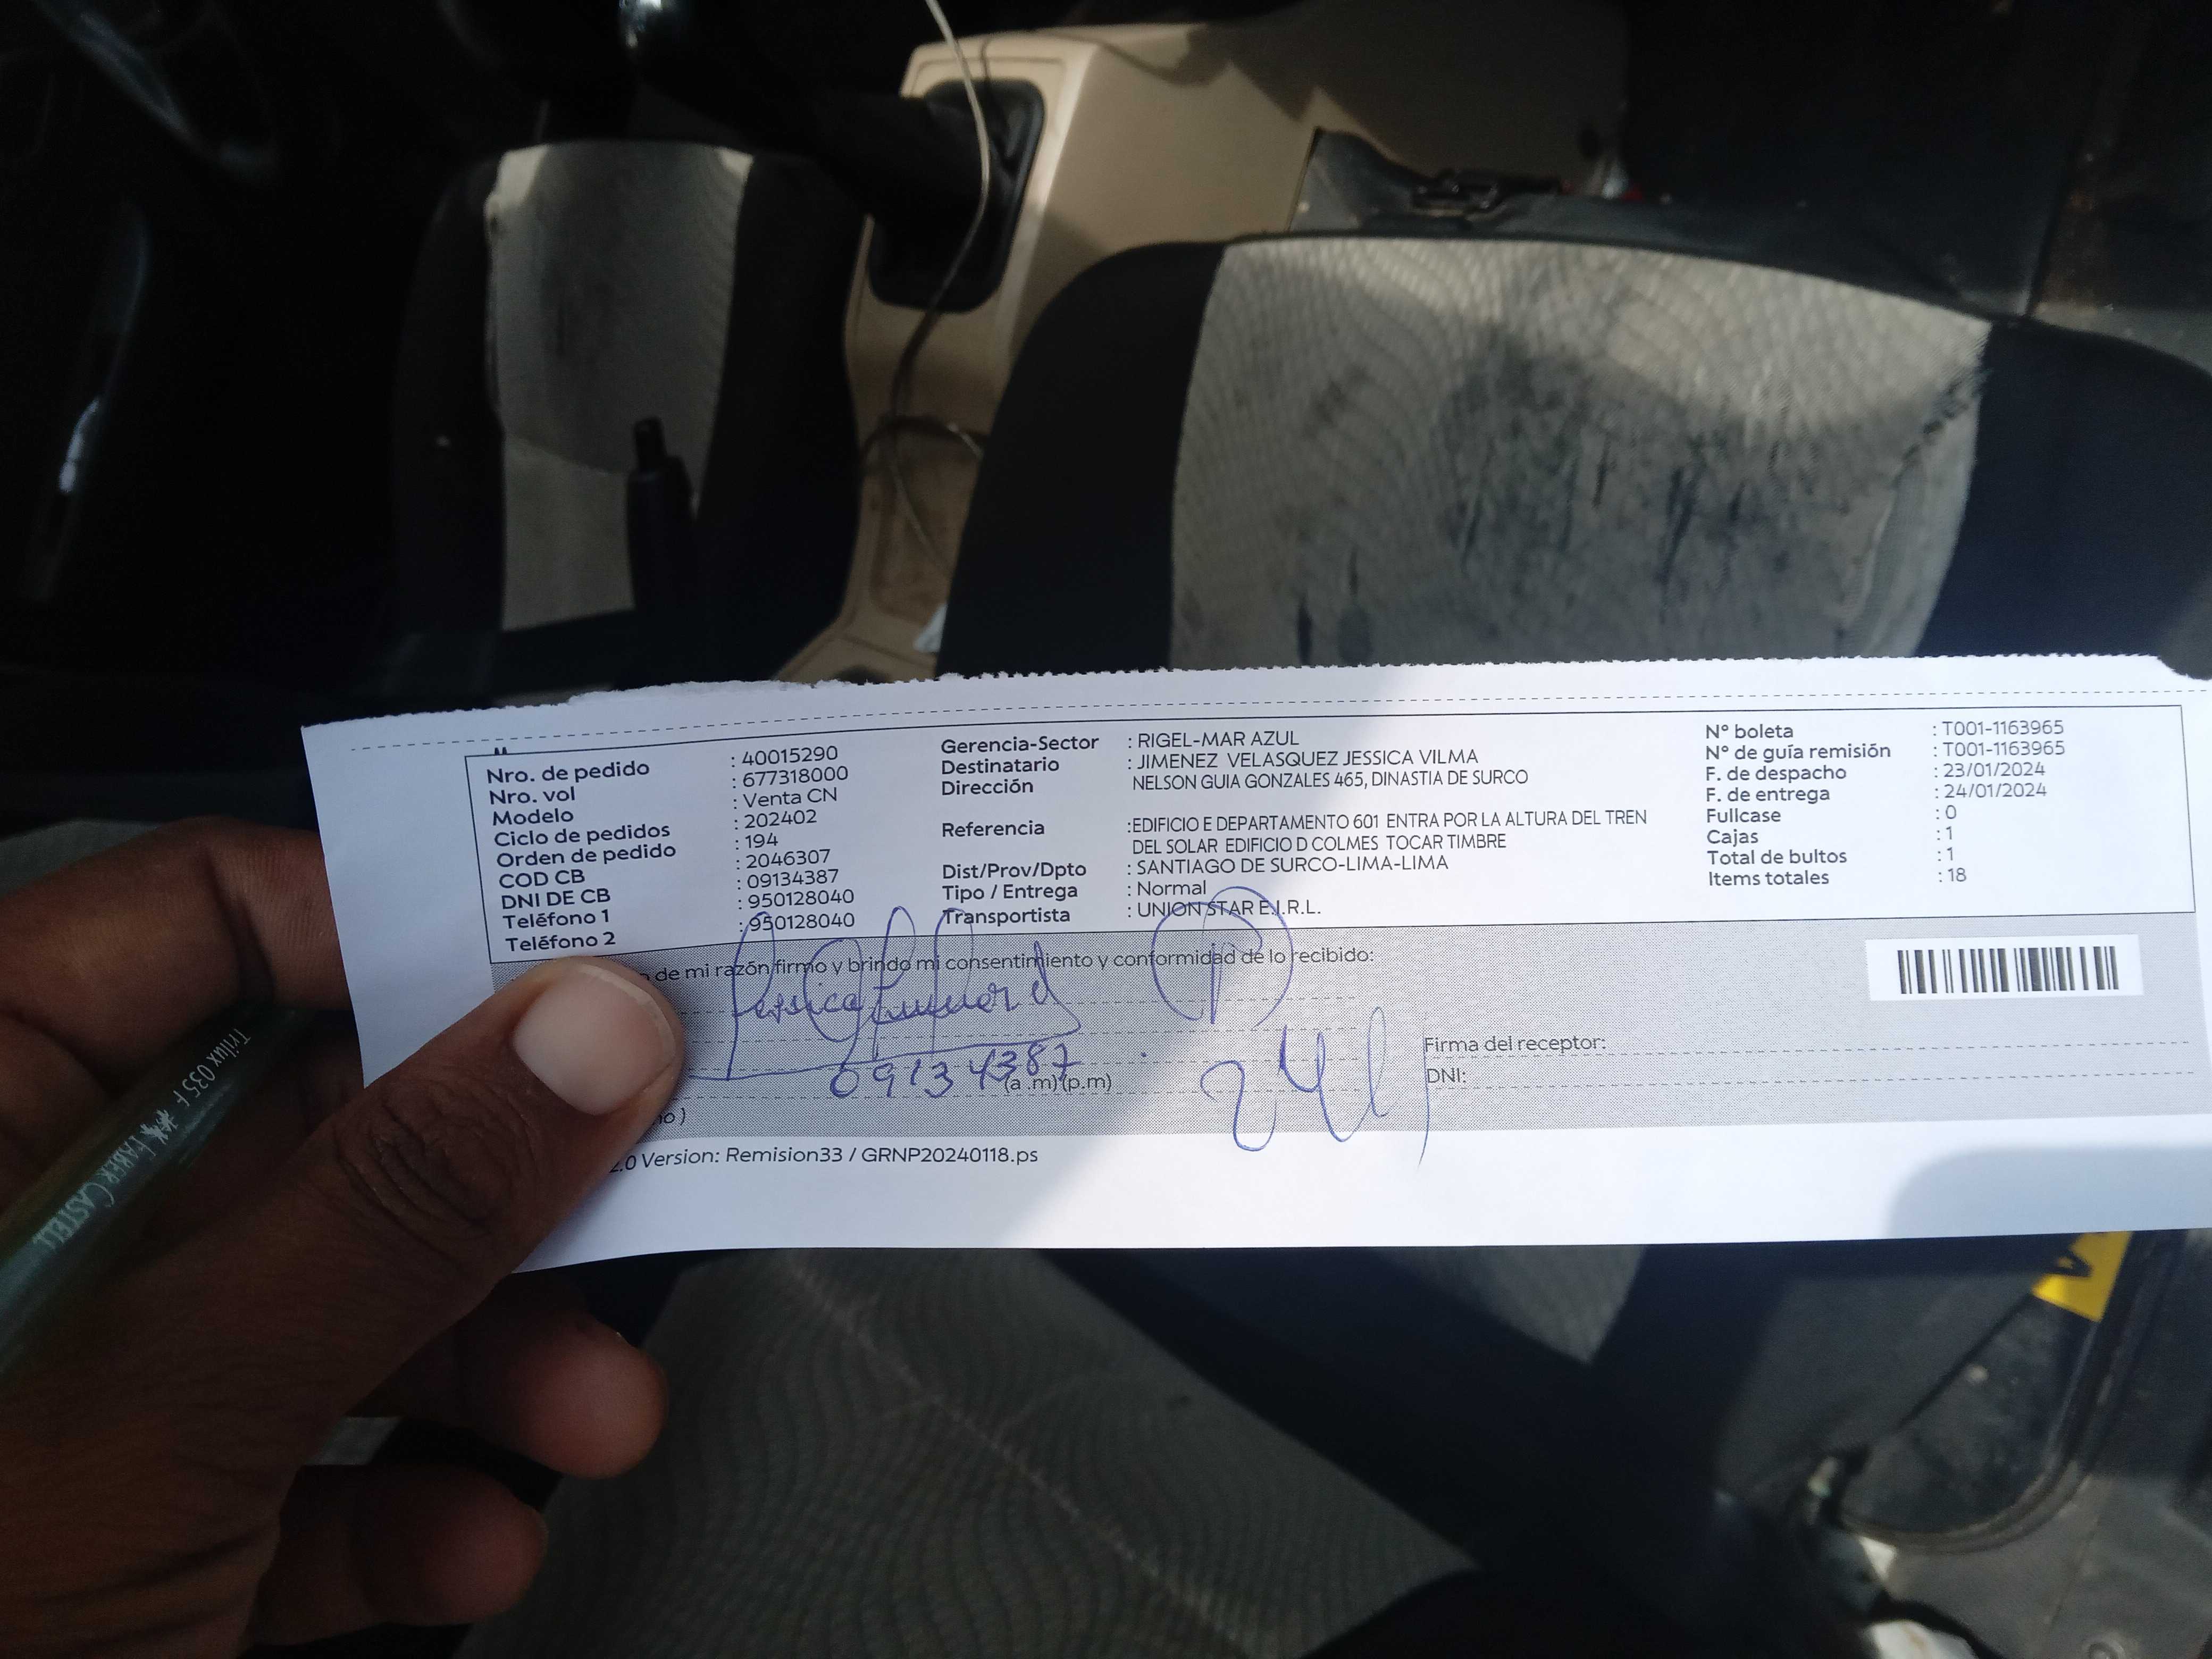 Nro. de pedido : 40015290
Nro. vol : 677318000
Modelo : Venta CN
Ciclo de pedidos : 202402
Orden de pedido : 194
COD CB : 2046307
DNI DE CB : 09134387
Teléfono 1 : 950128040
Teléfono 2 : 950128040
Gerencia-Sector : RIGEL-MAR AZUL
Destinatario : JIMENEZ VELASQUEZ JESSICA VILMA
Dirección NELSON GUIA GONZALES 465, DINASTIA DE SURCO
Referencia :EDIFICIO E DEPARTAMENTO 601 ENTRA POR LA ALTURA DEL TREN
DEL SOLAR EDIFICIO D COLMES TOCAR TIMBRE
Dist/Prov/Dpto : SANTIAGO DE SURCO-LIMA-LIMA
Tipo / Entrega : Normal
Transportista : UNION STAR E.I.R.L.
N° boleta : T001-1163965
N° de guía remisión : T001-1163965
F. de despacho : 23/01/2024
F. de entrega : 24/01/2024
Fullcase : 0
Cajas : 1
Total de bultos : 1
Items totales : 18
de mi razón firmo y brindo mi consentimiento y conformidad de lo recibido:
09134387
(a.m)(p.m)
Firma del receptor:
DNI:
2.0 Version: Remision33 / GRNP20240118.ps
Trilux 035 F FABER CASTELL